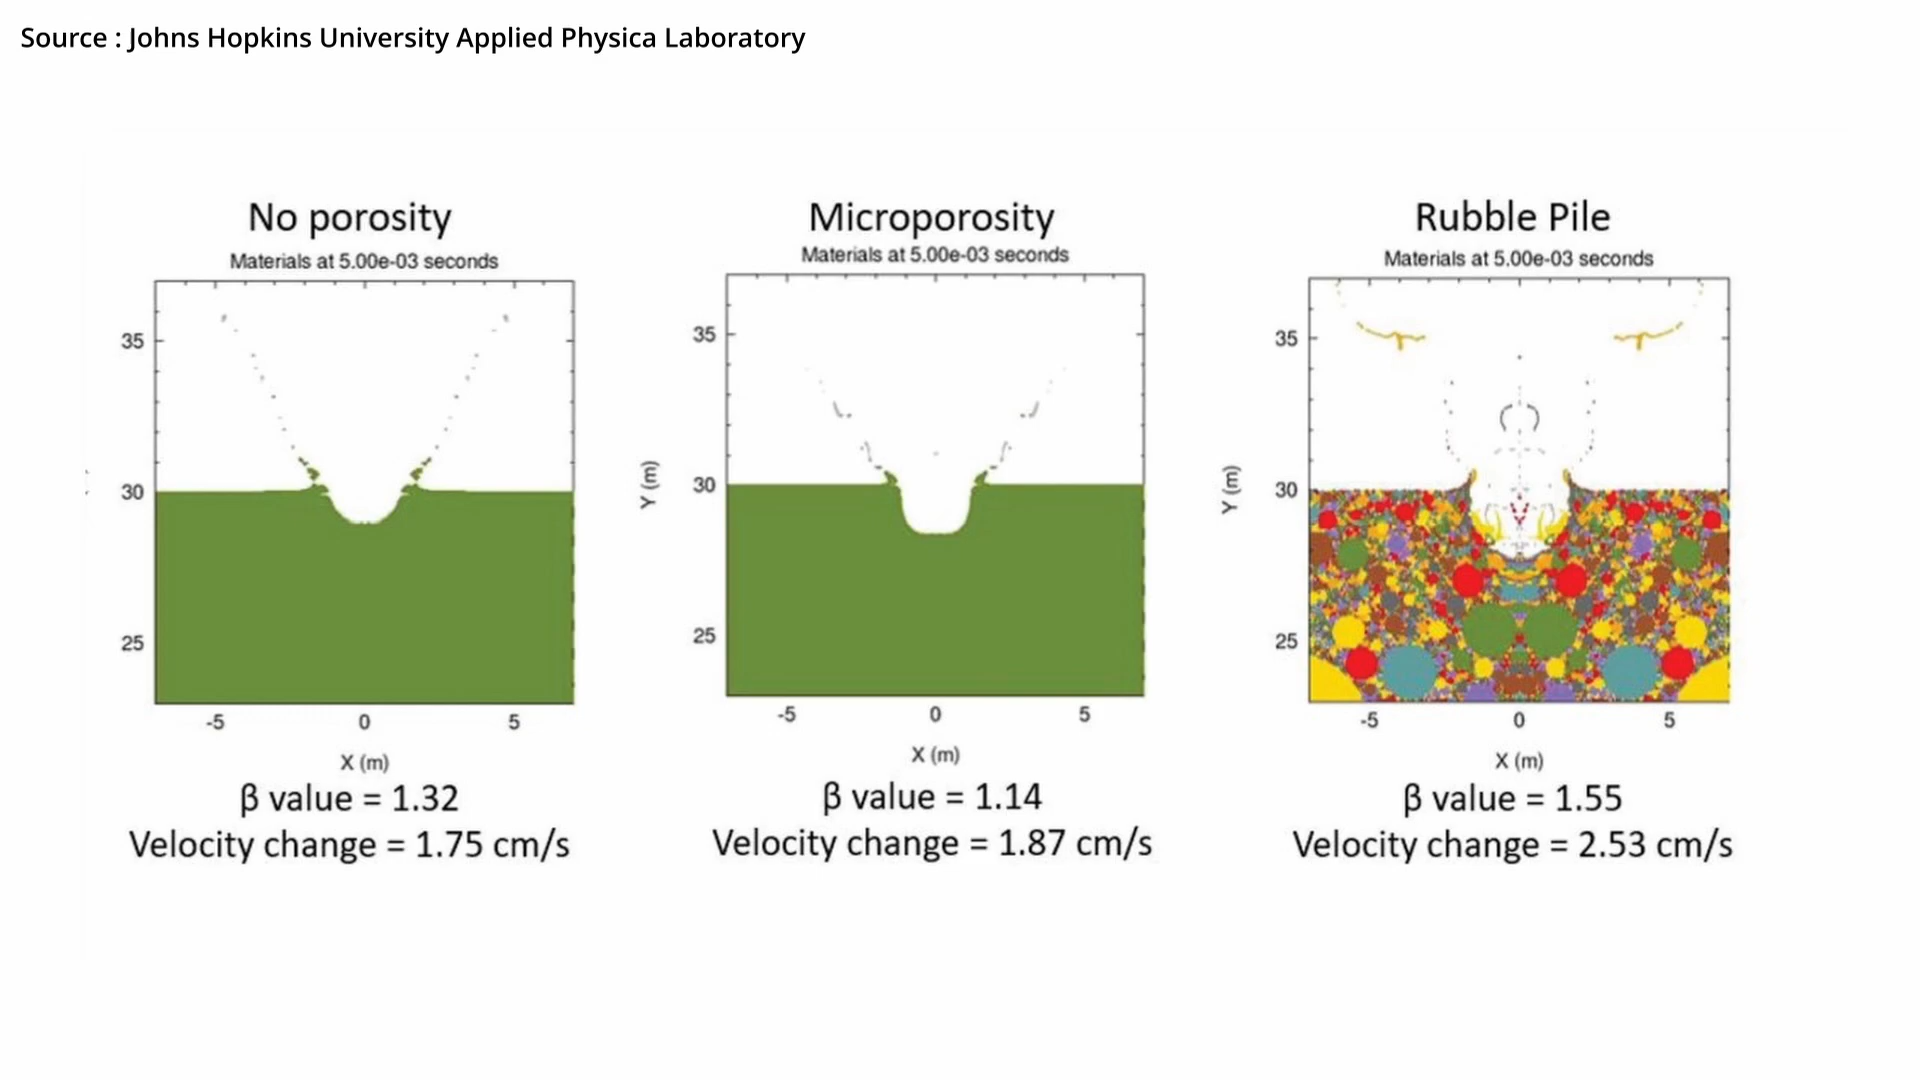 Source : Johns Hopkins University Applied Physica Laboratory
No porosity
Materials at 5.00e-03 seconds
35
30
25
-5 0 5
X (m)
β value = 1.32
Velocity change = 1.75 cm/s
Microporosity
Materials at 5.00e-03 seconds
Y (m)
35
30
25
-5 0 5
X (m)
β value = 1.14
Velocity change = 1.87 cm/s
Rubble Pile
Materials at 5.00e-03 seconds
Y (m)
35
30
25
-5 0 5
X (m)
β value = 1.55
Velocity change = 2.53 cm/s